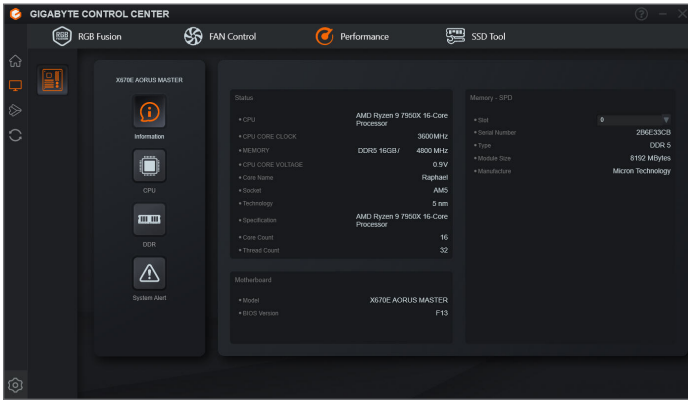 GIGABYTE CONTROL CENTER
RGB RGB Fusion
FAN Control
Performance
SSD Tool
X670E AORUS MASTER
Information
CPU
DDR
System Alert
Status
CPU AMD Ryzen 9 7950X 16-Core
Processor
CPU CORE CLOCK 3600MHz
MEMORY DDR5 16GB / 4800 MHz
CPU CORE VOLTAGE 0.9V
Core Name Raphael
Socket AM5
Technology 5 nm
Specification AMD Ryzen 9 7950X 16-Core
Processor
Core Count 16
Thread Count 32
Motherboard
Model X670E AORUS MASTER
BIOS Version F13
Memory - SPD
Slot 0
Serial Number 2B6E33CB
Type DDR 5
Module Size 8192 MBytes
Manufacture Micron Technology